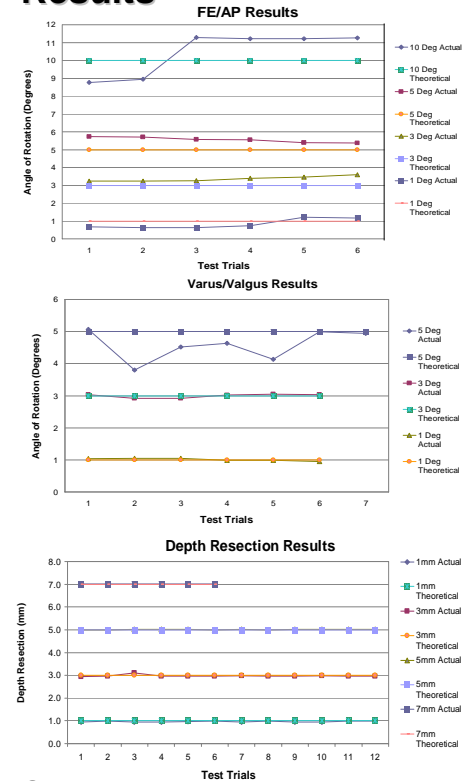 Results
FE/AP Results
Angle of Rotation (Degrees)
12
11
10
9
8
7
6
5
4
3
2
1
0
1 2 3 4 5 6
Test Trials
10 Deg Actual
10 Deg
Theoretical
5 Deg Actual
5 Deg
Theoretical
3 Deg Actual
3 Deg
Theoretical
1 Deg Actual
1 Deg
Theoretical
Varus/Valgus Results
Angle of Rotation (Degrees)
6
5
4
3
2
1
0
1 2 3 4 5 6 7
Test Trials
5 Deg
Actual
5 Deg
Theoretical
3 Deg
Actual
3 Deg
Theoretical
1 Deg
Actual
1 Deg
Theoretical
Depth Resection Results
Depth Resection (mm)
8.0
7.0
6.0
5.0
4.0
3.0
2.0
1.0
0.0
1 2 3 4 5 6 7 8 9 10 11 12
Test Trials
1mm Actual
1mm
Theoretical
3mm Actual
3mm
Theoretical
5mm Actual
5mm
Theoretical
7mm Actual
7mm
Theoretical